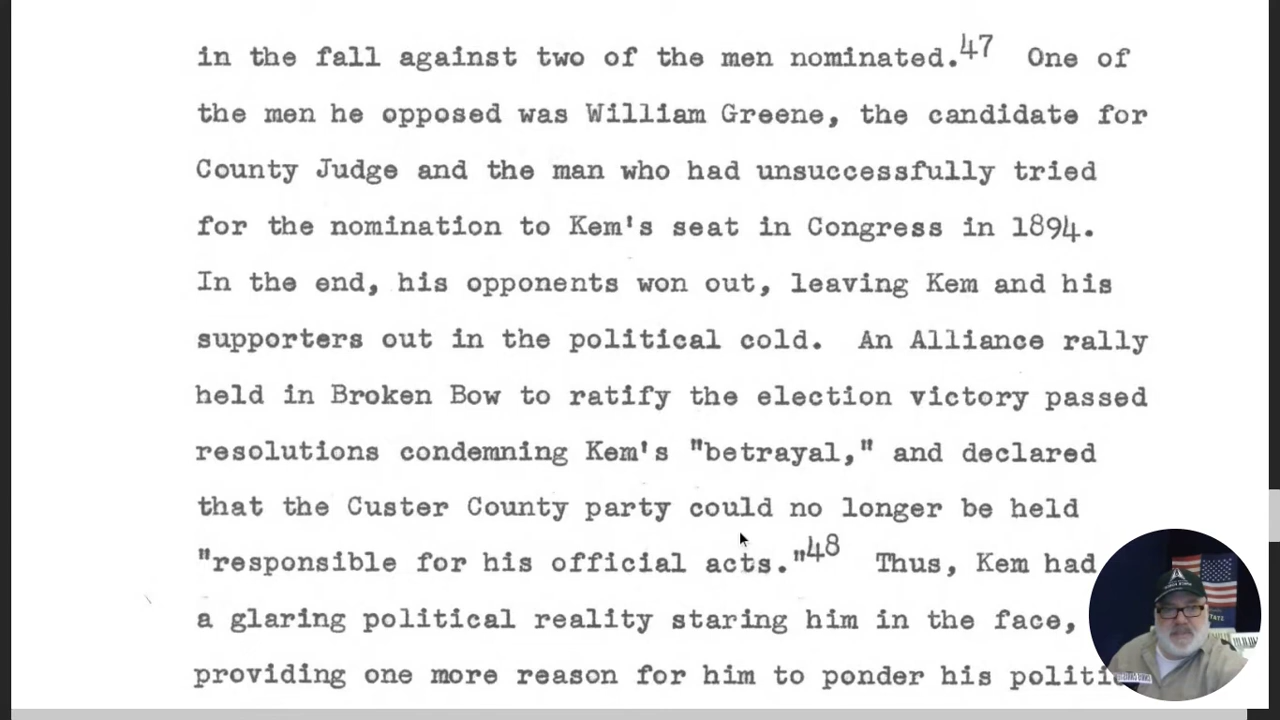 in the fall against two of the men nominated.47 One of
the men he opposed was William Greene, the candidate for
County Judge and the man who had unsuccessfully tried
for the nomination to Kem's seat in Congress in 1894.
In the end, his opponents won out, leaving Kem and his
supporters out in the political cold. An Alliance rally
held in Broken Bow to ratify the election victory passed
resolutions condemning Kem's "betrayal," and declared
that the Custer County party could no longer be held
"responsible for his official acts."48 Thus, Kem had
a glaring political reality staring him in the face,
providing one more reason for him to ponder his politi